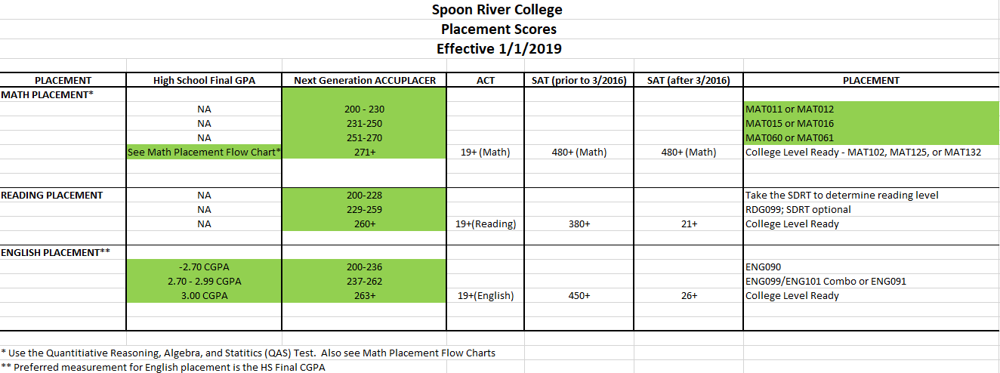 Spoon River College
Placement Scores
Effective 1/1/2019
PLACEMENT High School Final GPA Next Generation ACCUPLACER ACT SAT (prior to 3/2016) SAT (after 3/2016) PLACEMENT
MATH PLACEMENT*
NA 200 - 230 MAT011 or MAT012
NA 231-250 MAT015 or MAT016
NA 251-270 MAT060 or MAT061
See Math Placement Flow Chart* 271+ 19+ (Math) 480+ (Math) 480+ (Math) College Level Ready - MAT102, MAT125, or MAT132
READING PLACEMENT NA 200-228 Take the SDRT to determine reading level
NA 229-259 RDG099; SDRT optional
NA 260+ 19+(Reading) 380+ 21+ College Level Ready
ENGLISH PLACEMENT**
-2.70 CGPA 200-236 ENG090
2.70 - 2.99 CGPA 237-262 ENG099/ENG101 Combo or ENG091
3.00 CGPA 263+ 19+(English) 450+ 26+ College Level Ready
* Use the Quantitiative Reasoning, Algebra, and Statitics (QAS) Test. Also see Math Placement Flow Charts
** Preferred measurement for English placement is the HS Final CGPA